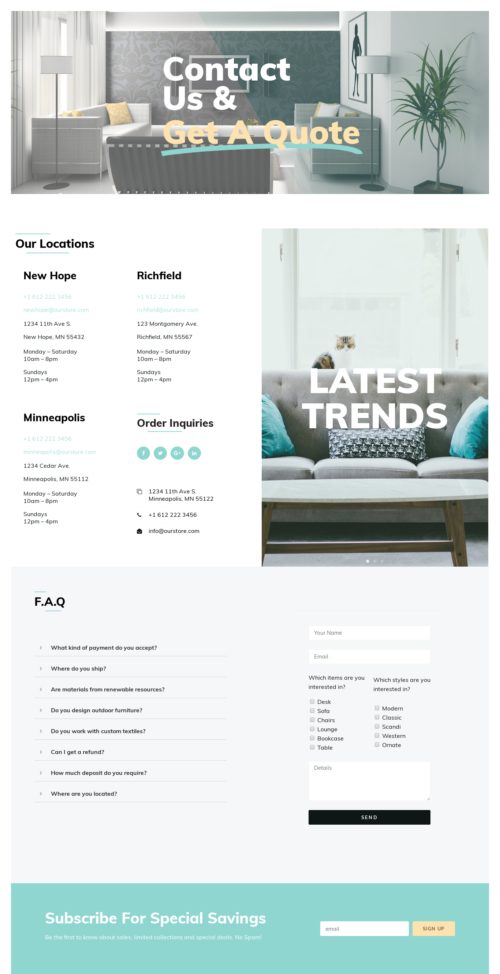 Contact
Us &
Get A Quote
Our Locations
New Hope
+1 612 222 3456
newhope@ourstore.com
1234 11th Ave S.
New Hope, MN 55432
Monday – Saturday
10am – 8pm
Sundays
12pm – 4pm
Richfield
+1 612 222 3456
richfield@ourstore.com
123 Montgomery Ave.
Richfield, MN 55567
Monday – Saturday
10am – 8pm
Sundays
12pm – 4pm
Minneapolis
+1 612 222 3456
minneapolis@ourstore.com
1234 Cedar Ave.
Minneapolis, MN 55112
Monday – Saturday
10am – 8pm
Sundays
12pm – 4pm
Order Inquiries
1234 11th Ave S.
Minneapolis, MN 55122
+1 612 222 3456
info@ourstore.com
LATEST
TRENDS
F.A.Q
What kind of payment do you accept?
Where do you ship?
Are materials from renewable resources?
Do you design outdoor furniture?
Do you work with custom textiles?
Can I get a refund?
How much deposit do you require?
Where are you located?
Your Name
Email
Which items are you
interested in?
Desk
Sofa
Chairs
Lounge
Bookcase
Table
Which styles are you
interested in?
Modern
Classic
Scandi
Western
Ornate
Details
SEND
Subscribe For Special Savings
Be the first to know about sales, limited collections and special deals. No Spam!
email
SIGN UP